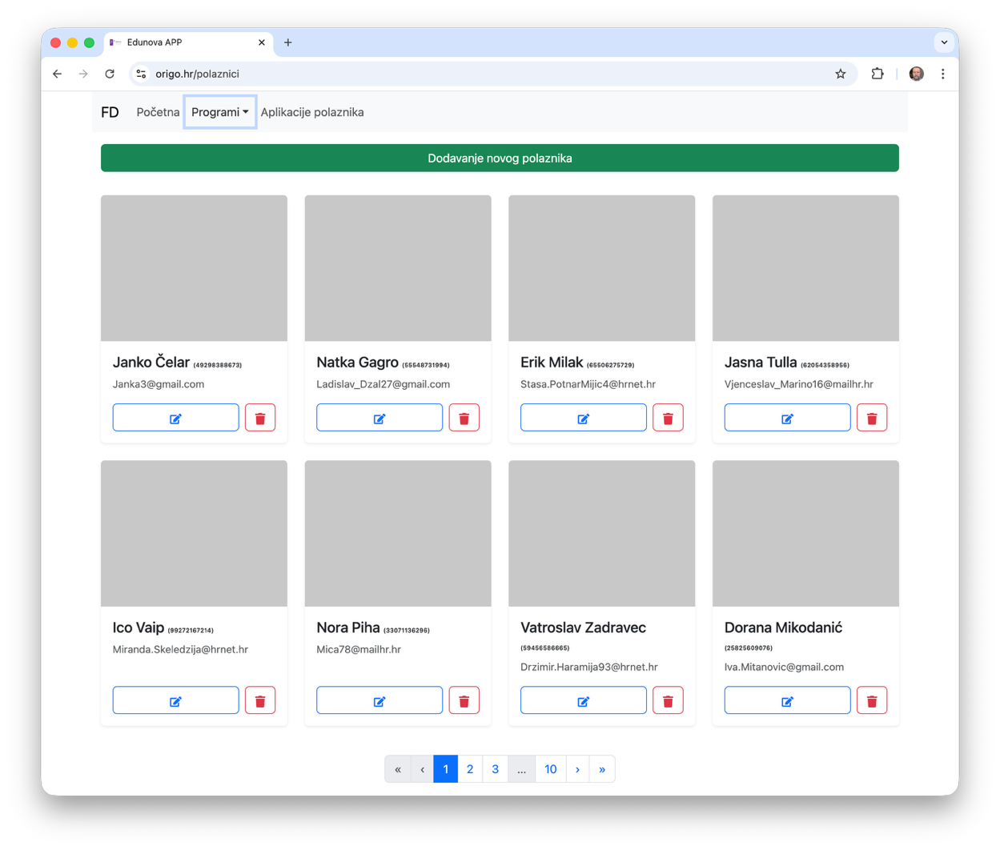 Edunova APP
origo.hr/polaznici
FD Početna Programi Aplikacije polaznika
Dodavanje novog polaznika
Janko Čelar (49298388673)
Janka3@gmail.com
Natka Gagro (55548731994)
Ladislav_Dzal27@gmail.com
Erik Milak (65506275729)
Stasa.PotnarMijic4@hrnet.hr
Jasna Tulla (62054358956)
Vjenceslav_Marino16@mailhr.hr
Ico Vaip (99272167214)
Miranda.Skeledzija@hrnet.hr
Nora Piha (33071136296)
Mica78@mailhr.hr
Vatroslav Zadravec
(59456586665)
Drzimir.Haramija93@hrnet.hr
Dorana Mikodanić
(25825609076)
Iva.Mitanovic@gmail.com
« ‹ 1 2 3 … 10 › »